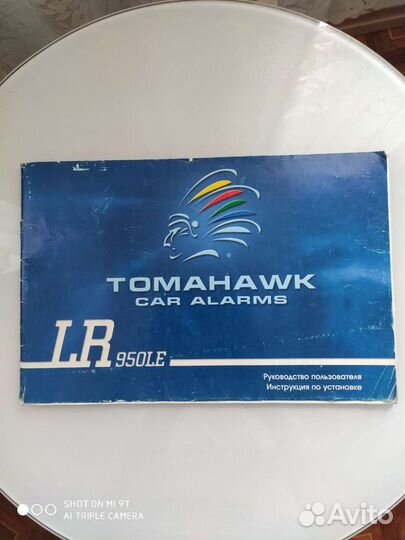 TOMAHAWK
CAR ALARMS
LR 950LE
Руководство пользователя
Инструкция по установке
SHOT ON MI 9T
AI TRIPLE CAMERA
Avito